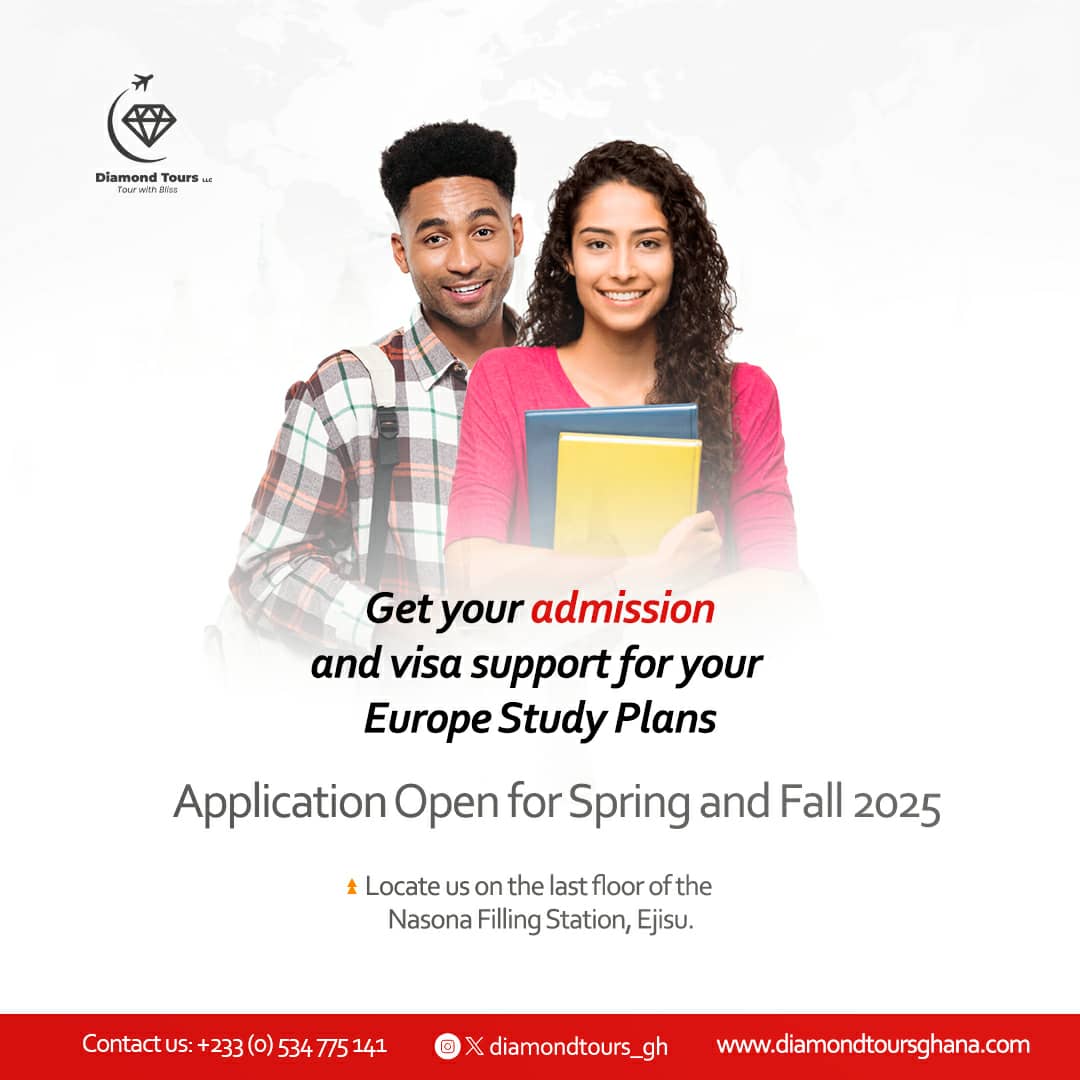 Diamond Tours LLC
Tour with Bliss
Get your admission
and visa support for your
Europe Study Plans
Application Open for Spring and Fall 2025
Locate us on the last floor of the
Nasona Filling Station, Ejisu.
Contact us: +233 (0) 534 775 141 diamondtours_gh www.diamondtoursghana.com